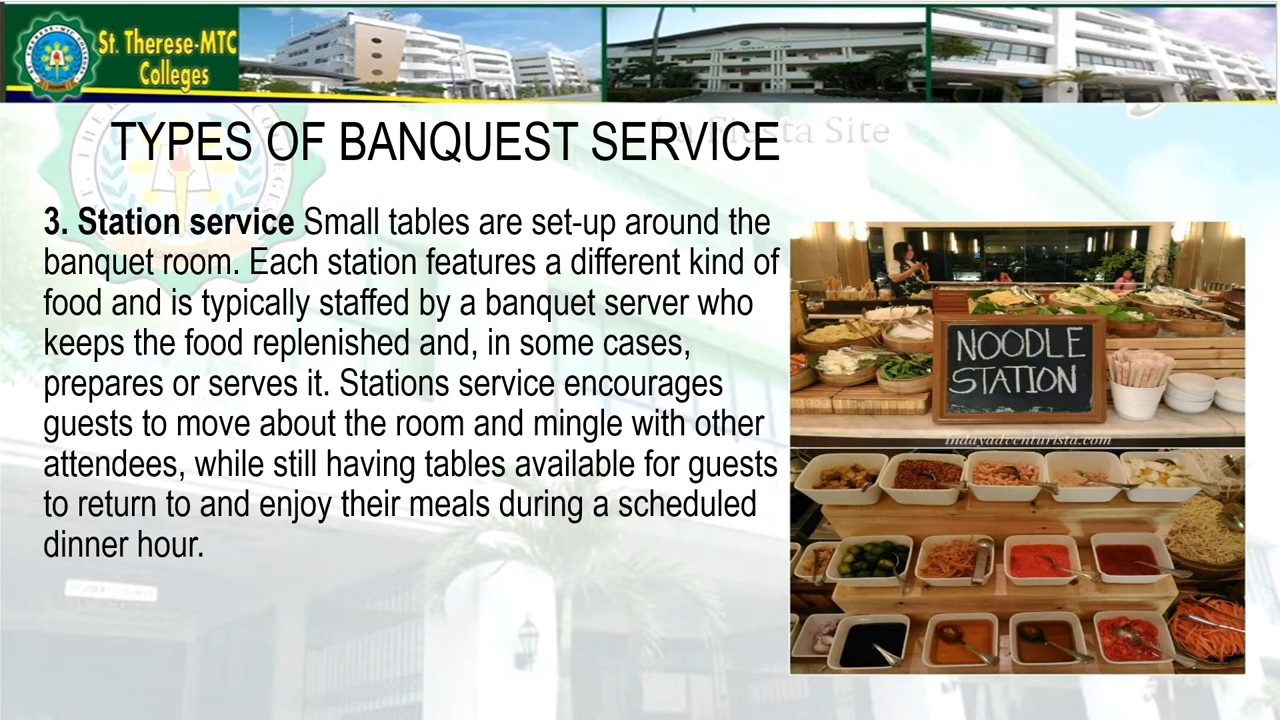 St. Therese-MTC
Colleges
La Fiesta Site
TYPES OF BANQUEST SERVICE
3. Station service Small tables are set-up around the
banquet room. Each station features a different kind of
food and is typically staffed by a banquet server who
keeps the food replenished and, in some cases,
prepares or serves it. Stations service encourages
guests to move about the room and mingle with other
attendees, while still having tables available for guests
to return to and enjoy their meals during a scheduled
dinner hour.
NOODLE
STATION
indayadventurista.com